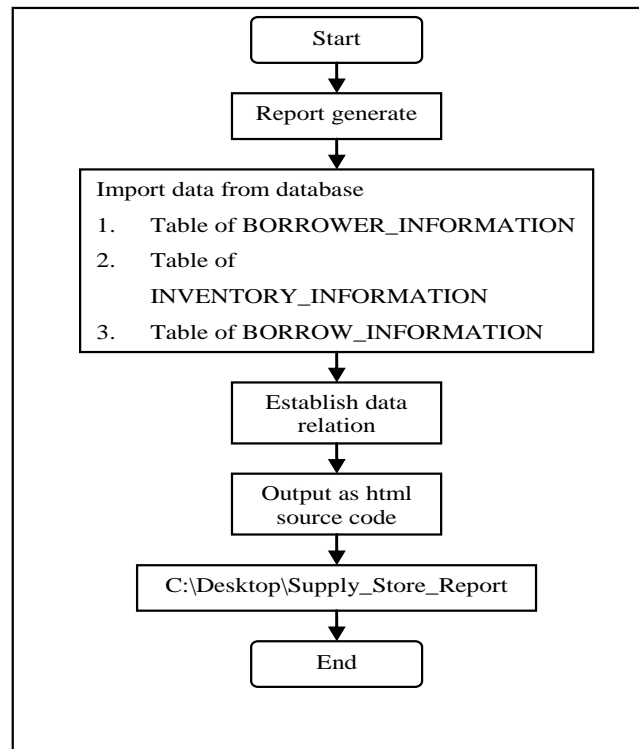 Start
Report generate
Import data from database
1. Table of BORROWER_INFORMATION
2. Table of
INVENTORY_INFORMATION
3. Table of BORROW_INFORMATION
Establish data
relation
Output as html
source code
C:\Desktop\Supply_Store_Report
End